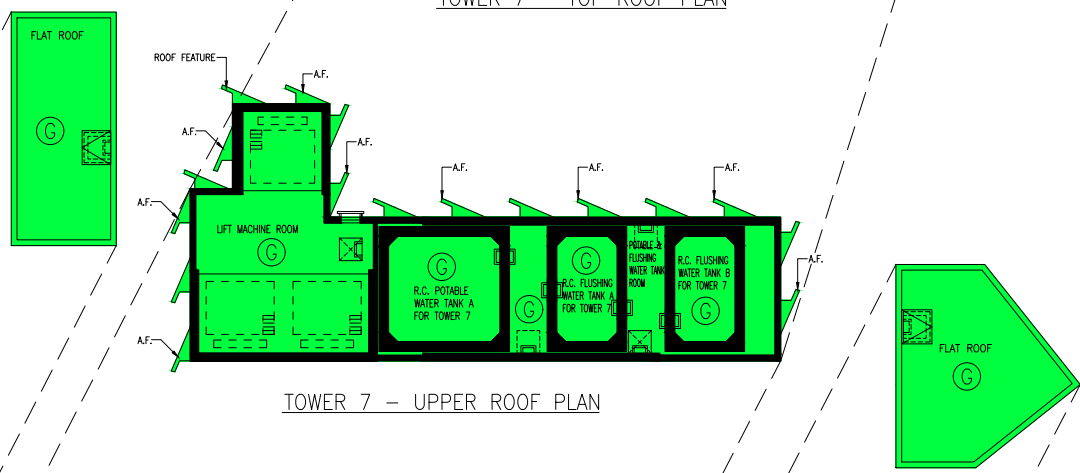 TOWER 7 - TOP ROOF PLAN
FLAT ROOF
G
ROOF FEATURE
A.F.
A.F.
A.F.
A.F.
A.F.
A.F.
A.F.
A.F.
A.F.
LIFT MACHINE ROOM
G
G
R.C. POTABLE
WATER TANK A
FOR TOWER 7
G
G
R.C. FLUSHING
WATER TANK A
FOR TOWER 7
POTABLE &
FLUSHING
WATER TANK
ROOM
R.C. FLUSHING
WATER TANK B
FOR TOWER 7
G
FLAT ROOF
G
TOWER 7 - UPPER ROOF PLAN